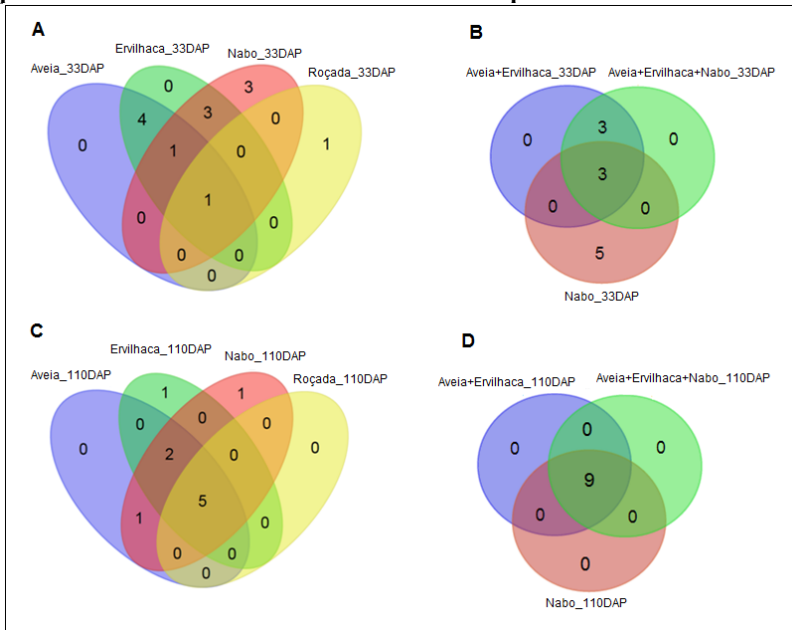 A
B
Ervilhaca_33DAP
Nabo_33DAP
Aveia_33DAP
Roçada_33DAP
Aveia+Ervilhaca_33DAP Aveia+Ervilhaca+Nabo_33DAP
0 3
4 3 0
0 1 0 1
1
0 0
0 0
0
0 3 0
3
0 0
5
Nabo_33DAP
C
D
Ervilhaca_110DAP
Nabo_110DAP
Aveia_110DAP
Roçada_110DAP
Aveia+Ervilhaca_110DAP Aveia+Ervilhaca+Nabo_110DAP
1 1
0 0 0
0 2 0 0
5
1 0
0 0
0
0 0 0
9
0 0
0
Nabo_110DAP